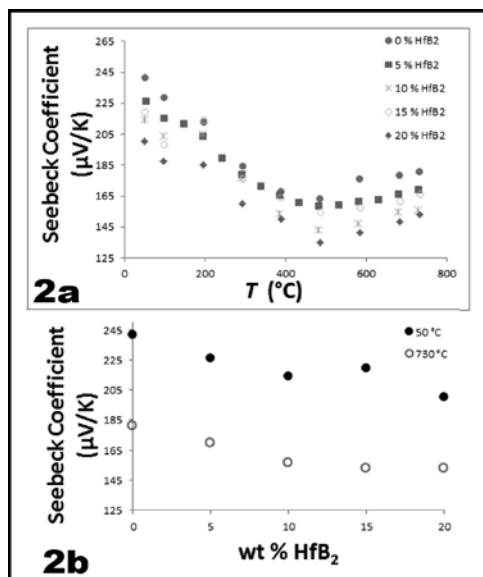 Seebeck Coefficient
(µV/K)
265
245
225
205
185
165
145
125
0 % HfB2
5 % HfB2
10 % HfB2
15 % HfB2
20 % HfB2
0
200
400
600
800
T (°C)
2a
Seebeck Coefficient
(µV/K)
245
225
205
185
165
145
125
50 °C
730°C
0
5
10
15
20
wt % HfB₂
2b